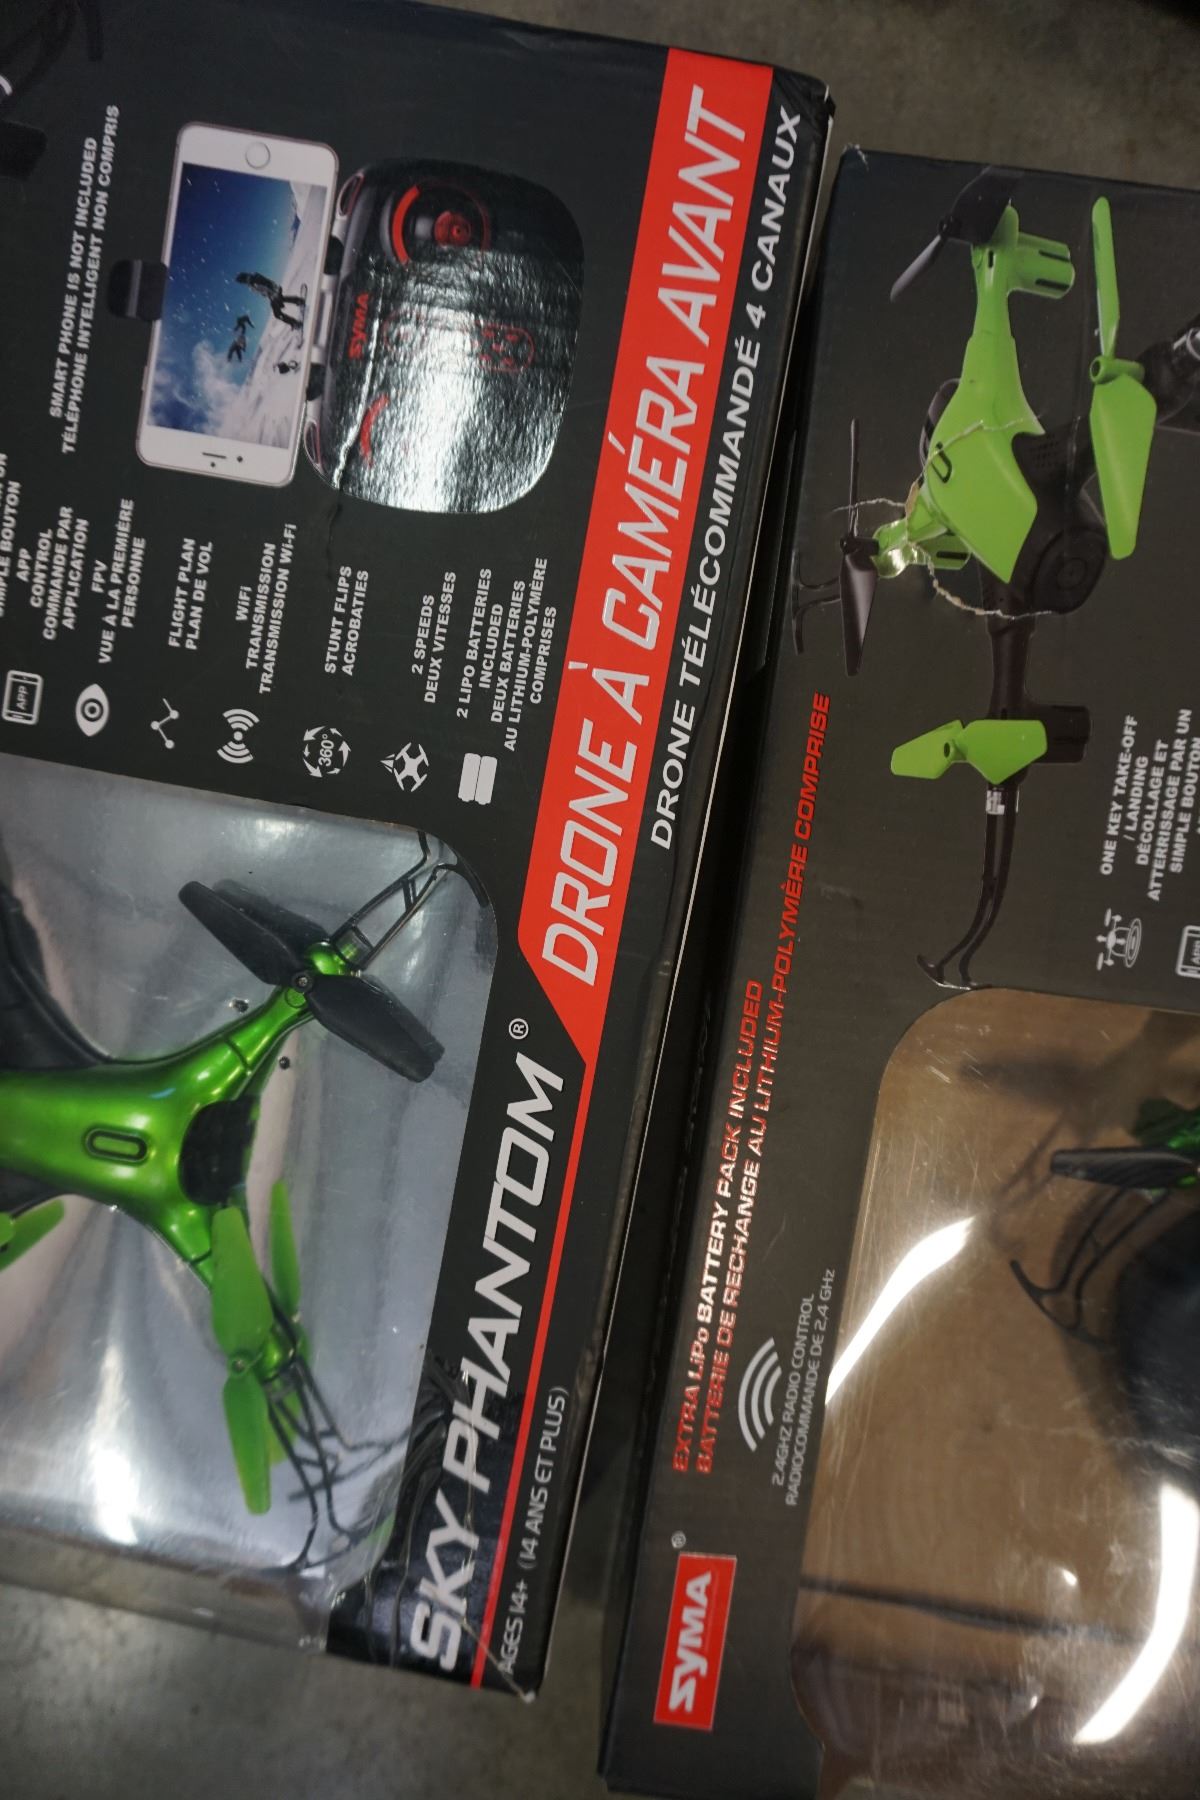 SMART PHONE IS NOT INCLUDED
TÉLÉPHONE INTELLIGENT NON COMPRIS
SYMA
SIMPLE BOUTON
APP
CONTROL
COMMANDE PAR
APPLICATION
APP
FPV
VUE A LA PREMIÈRE
PERSONNE
FLIGHT PLAN
PLAN DE VOL
WiFi
TRANSMISSION
TRANSMISSION Wi-Fi
STUNT FLIPS
ACROBATIES
360°
2 SPEEDS
DEUX VITESSES
2 LIPO BATTERIES
INCLUDED
DEUX BATTERIES
AU LITHIUM-POLYMÈRE
COMPRISES
DRONE À CAMÉRA AVANT
DRONE TÉLÉCOMMANDÉ 4 CANAUX
SKY PHANTOM®
AGES 14+ (14 ANS ET PLUS)
EXTRA LiPo BATTERY PACK INCLUDED
BATTERIE DE RECHANGE AU LITHIUM-POLYMÈRE COMPRISE
2.4GHZ RADIO CONTROL
RADIOCOMMANDE DE 2,4 GHz
SYMA®
ONE KEY TAKE-OFF
/ LANDING
DÉCOLLAGE ET
ATTERRISSAGE PAR UN
SIMPLE BOUTON
APP